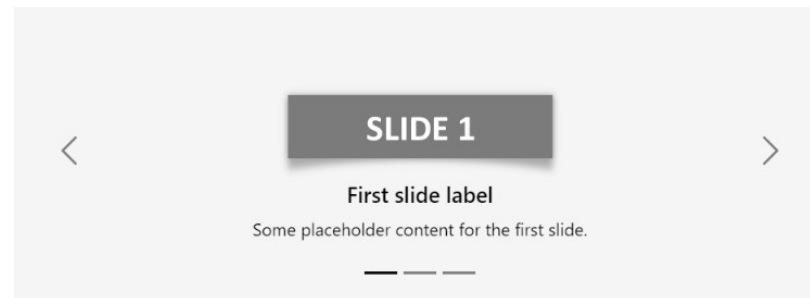 SLIDE 1
First slide label
Some placeholder content for the first slide.